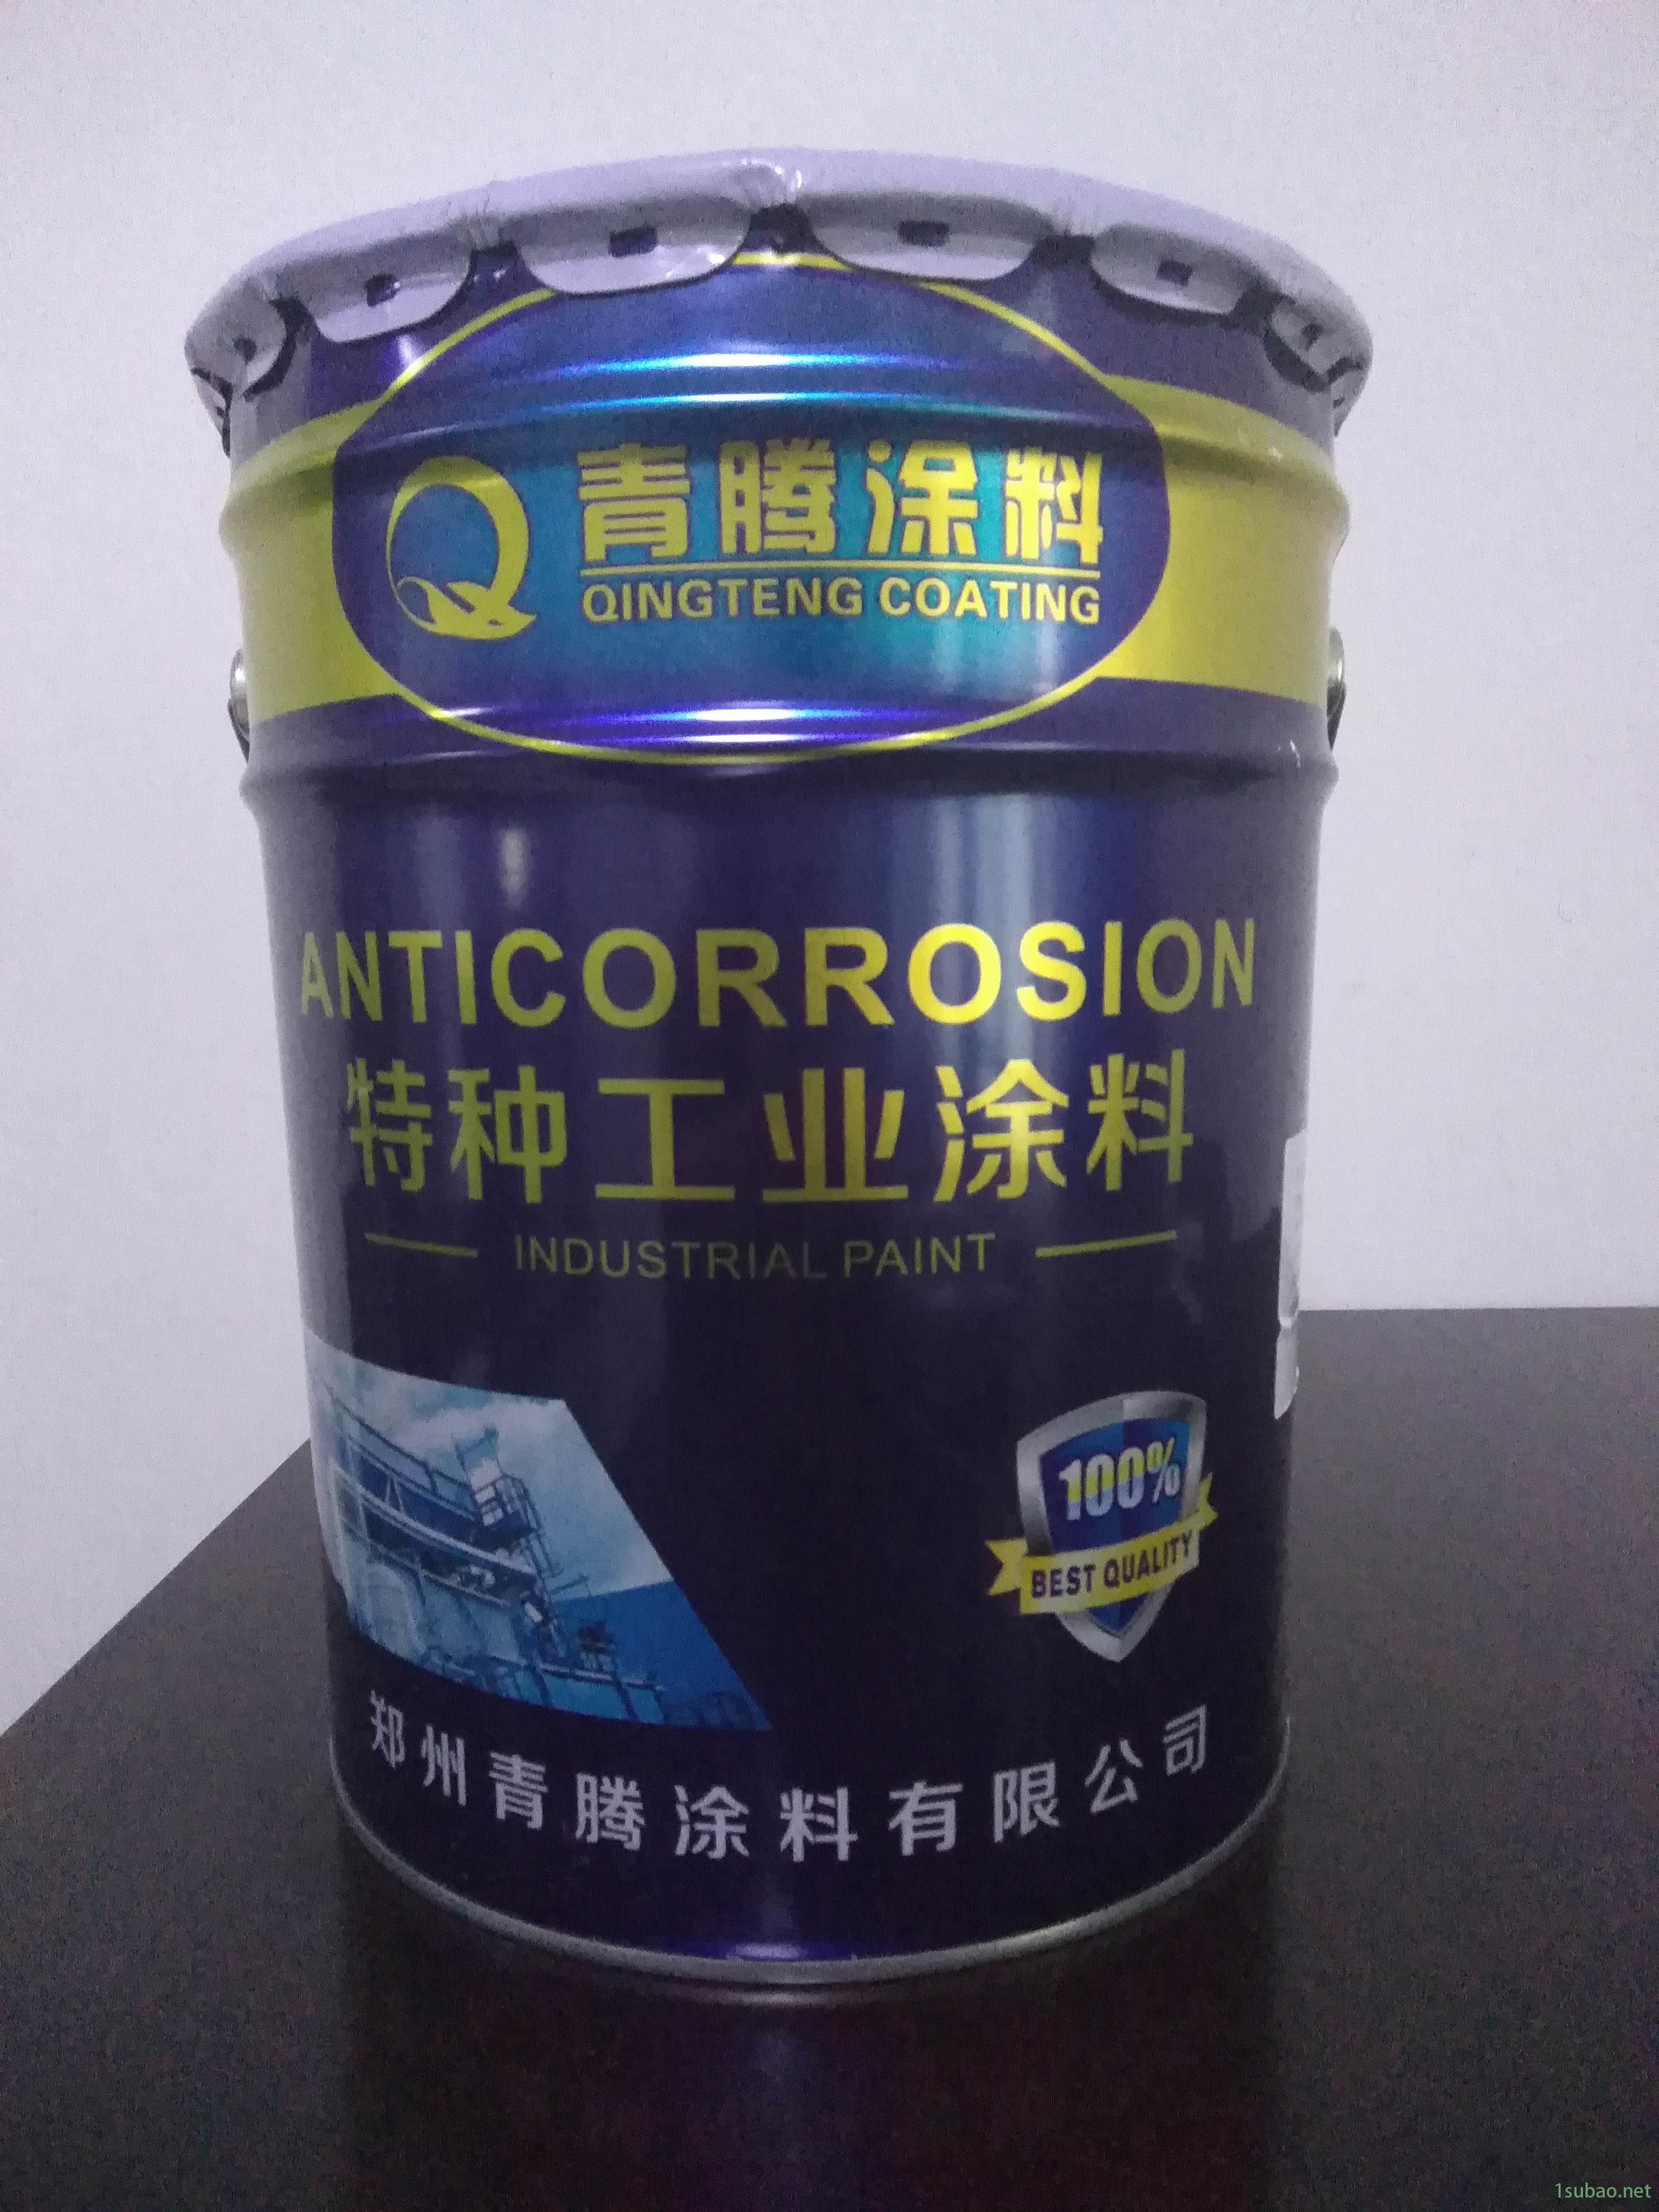 青腾涂料
QINGTENG COATING
ANTICORROSION
特种工业涂料
INDUSTRIAL PAINT
100%
BEST QUALITY
郑州青腾涂料有限公司
1subao.net